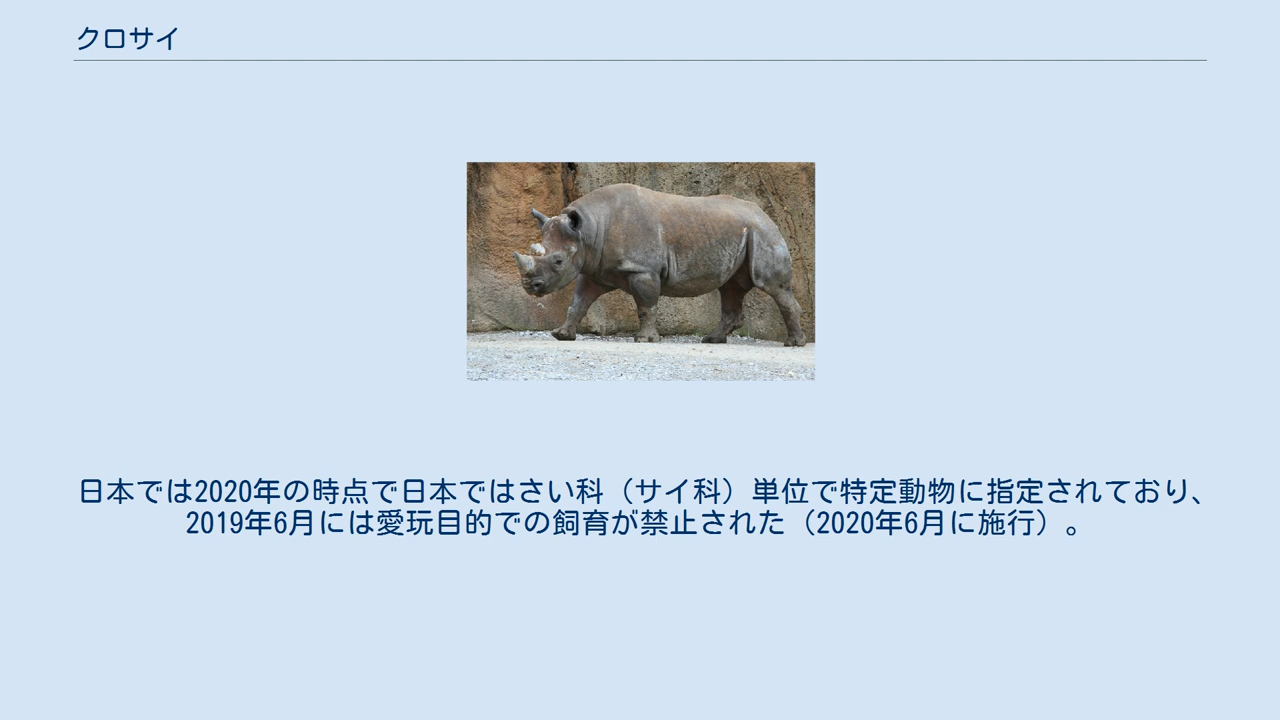 クロサイ
日本では2020年の時点で日本ではさい科（サイ科）単位で特定動物に指定されており、
2019年6月には愛玩目的での飼育が禁止された（2020年6月に施行）。